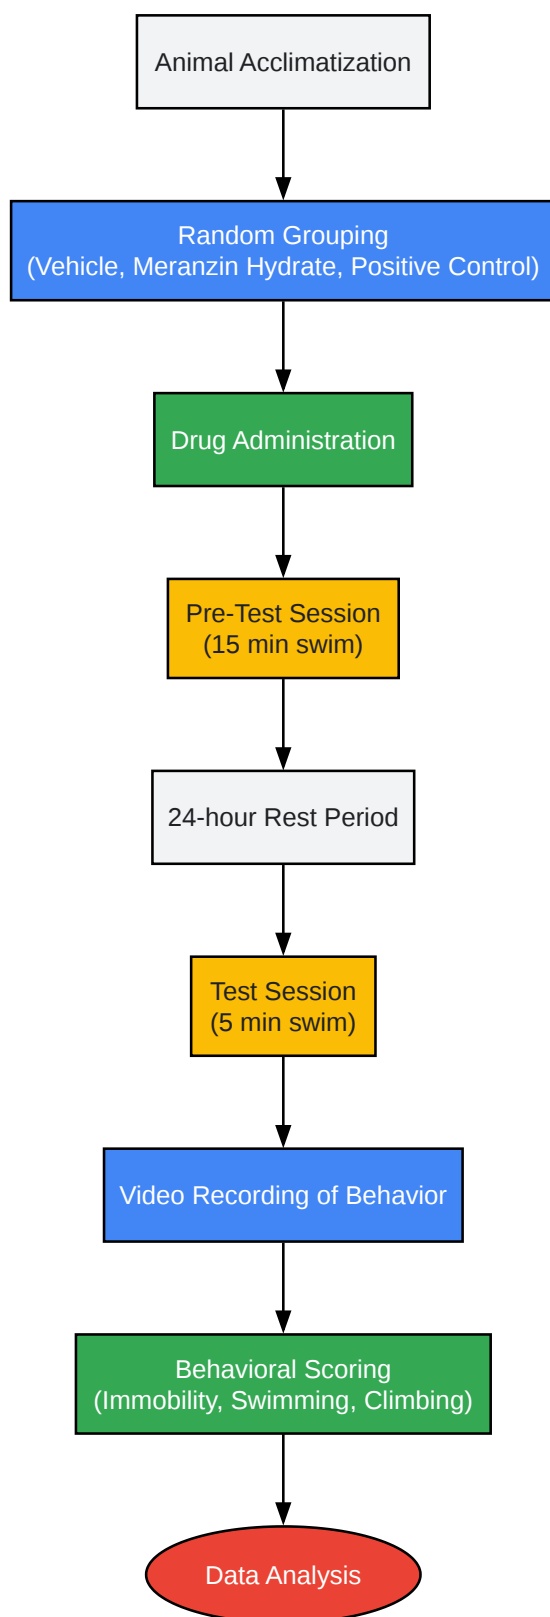 Animal Acclimatization
Random Grouping
(Vehicle, Meranzin Hydrate, Positive Control)
Drug Administration
Pre-Test Session
(15 min swim)
24-hour Rest Period
Test Session
(5 min swim)
Video Recording of Behavior
Behavioral Scoring
(Immobility, Swimming, Climbing)
Data Analysis